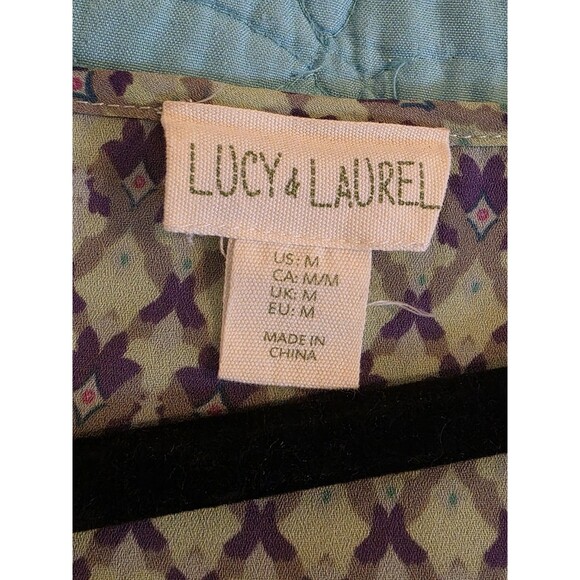 LUCY & LAUREL
US: M
CA: M/M
UK: M
EU: M
MADE IN
CHINA